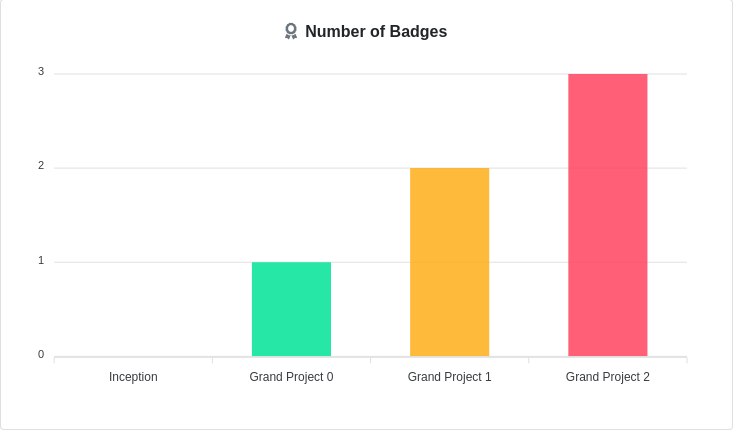 Number of Badges
3
2
1
0
Inception
Grand Project 0
Grand Project 1
Grand Project 2